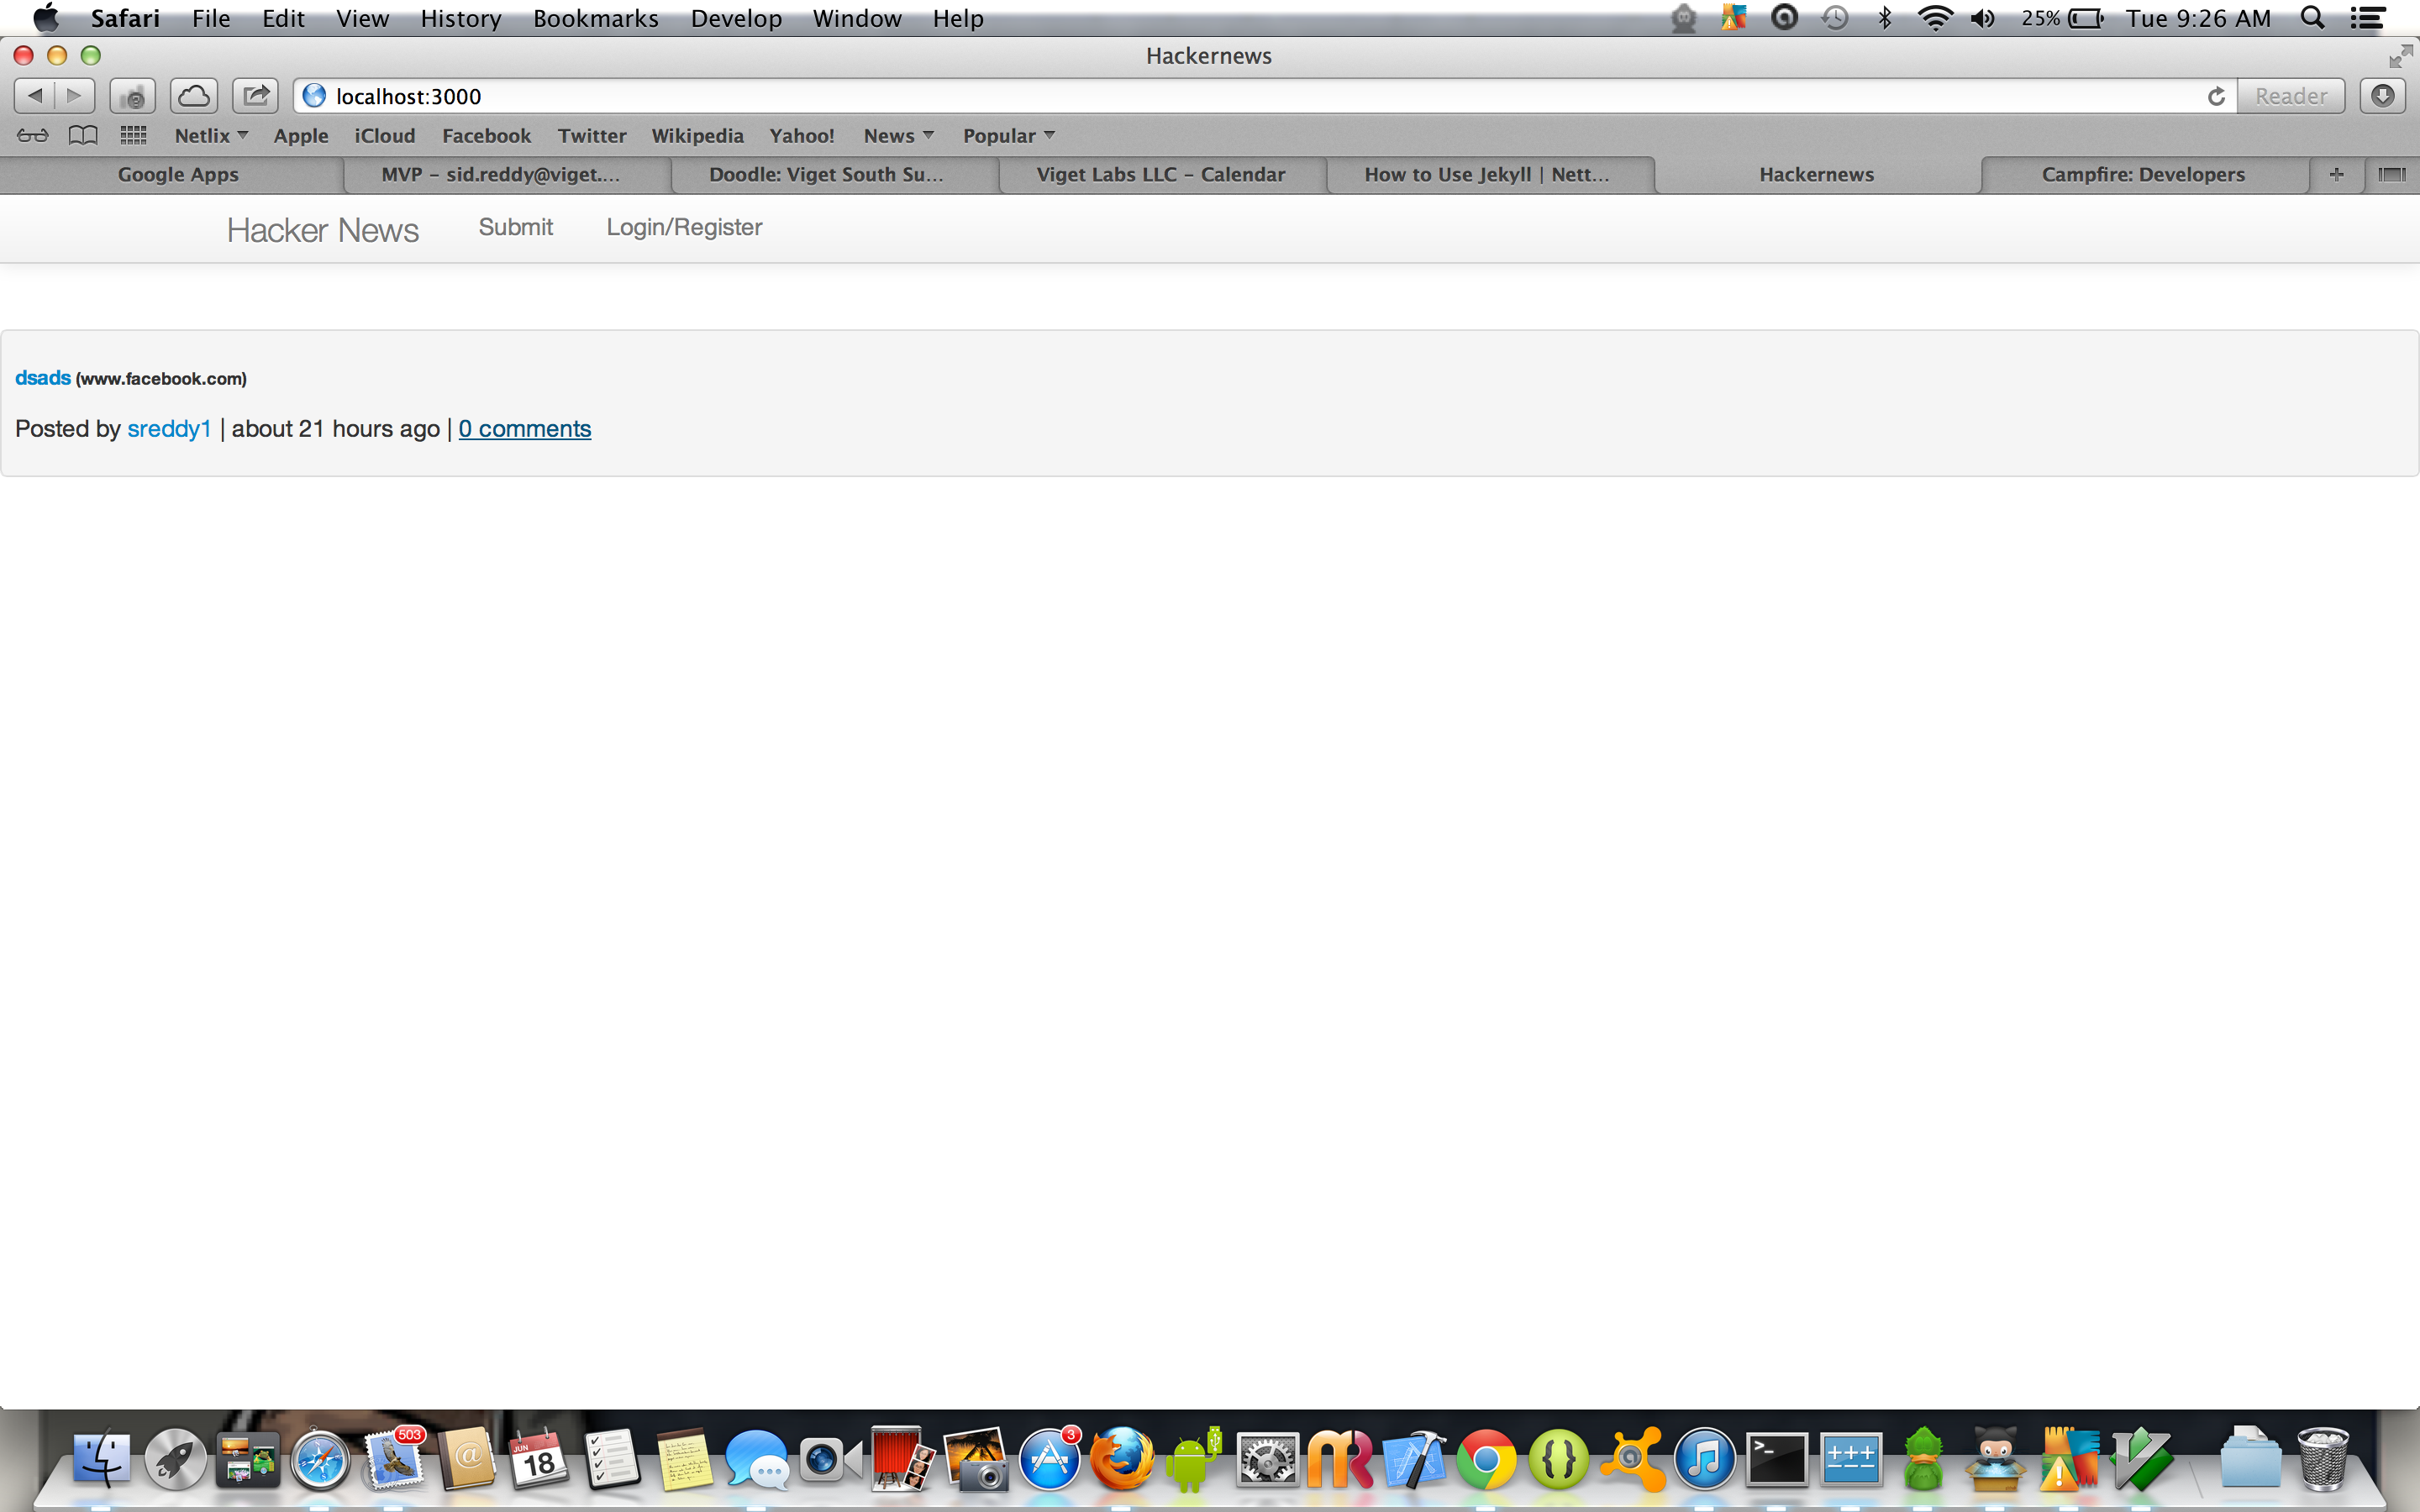 Safari File Edit View History Bookmarks Develop Window Help 25% Tue 9:26 AM
Hackernews
localhost:3000 Reader
Netlix Apple iCloud Facebook Twitter Wikipedia Yahoo! News Popular
Google Apps MVP – sid.reddy@viget.... Doodle: Viget South Su... Viget Labs LLC – Calendar How to Use Jekyll | Nett... Hackernews Campfire: Developers +
Hacker News Submit Login/Register
dsads (www.facebook.com)
Posted by sreddy1 | about 21 hours ago | 0 comments
503 3
JUN
18